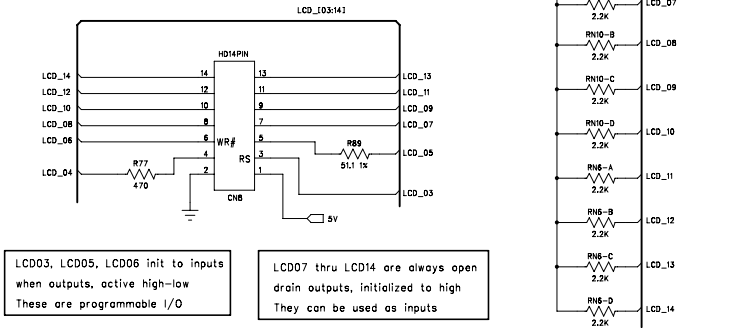 LCD_[03:14]
HD14PIN
LCD_14 14 13 LCD_13
LCD_12 12 11 LCD_11
LCD_10 10 9 LCD_09
LCD_08 8 7 LCD_07
LCD_06 6 WR# 5 R89 51.1 1% LCD_05
LCD_04 R77 470 4 RS 3 LCD_03
2 1
CN8
5V
LCD03, LCD05, LCD06 init to inputs
when outputs, active high-low
These are programmable I/O
LCD07 thru LCD14 are always open
drain outputs, initialized to high
They can be used as inputs
2.2K LCD_07
RN10-B
2.2K LCD_08
RN10-C
2.2K LCD_09
RN10-D
2.2K LCD_10
RN6-A
2.2K LCD_11
RN6-B
2.2K LCD_12
RN6-C
2.2K LCD_13
RN6-D
2.2K LCD_14